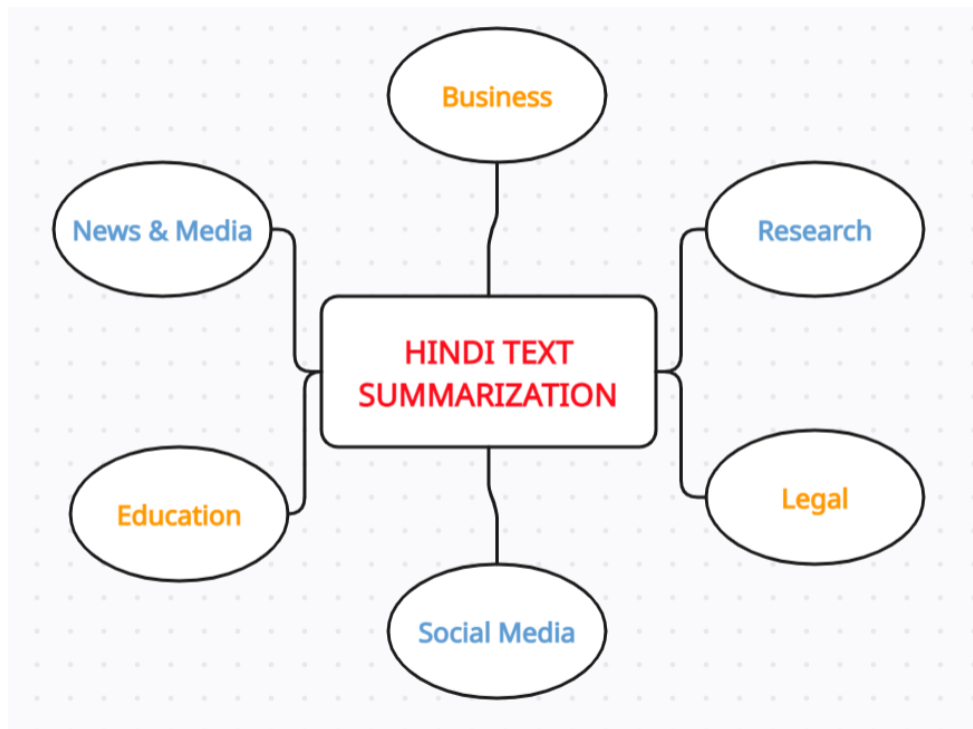 Business
News & Media
Research
HINDI TEXT
SUMMARIZATION
Education
Legal
Social Media